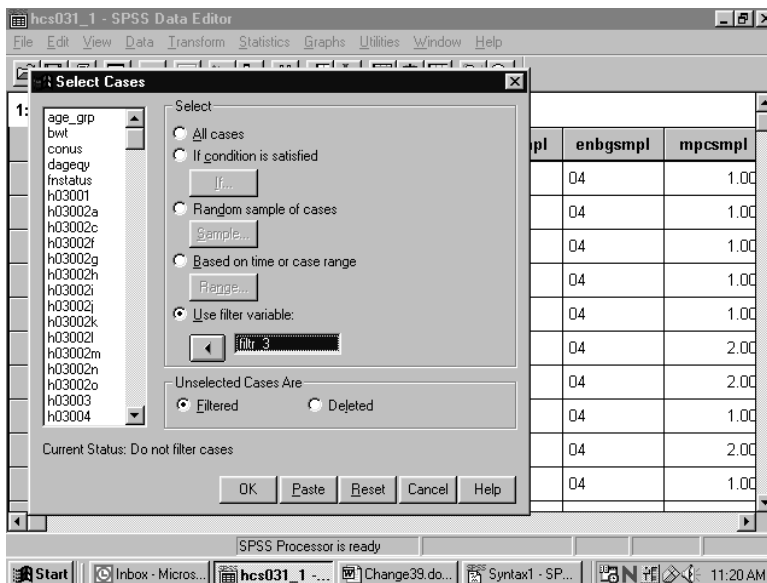 hcs031_1 - SPSS Data Editor
File Edit View Data Transform Statistics Graphs Utilities Window Help
Select Cases
1:
age_grp
bwt
conus
dageqy
fnstatus
h03001
h03002a
h03002c
h03002f
h03002g
h03002h
h03002i
h03002j
h03002k
h03002l
h03002m
h03002n
h03002o
h03003
h03004
Select
All cases
If condition is satisfied
If...
Random sample of cases
Sample...
Based on time or case range
Range...
Use filter variable:
filtr_3
Unselected Cases Are
Filtered Deleted
Current Status: Do not filter cases
OK Paste Reset Cancel Help
enbgsmpl mpcsmpl
04 1.00
04 1.00
04 1.00
04 1.00
04 1.00
04 2.00
04 2.00
04 1.00
04 2.00
04 1.00
SPSS Processor is ready
Start Inbox - Micros... hcs031_1 -... Change39.do... Syntax1 - SP... 11:20 AM